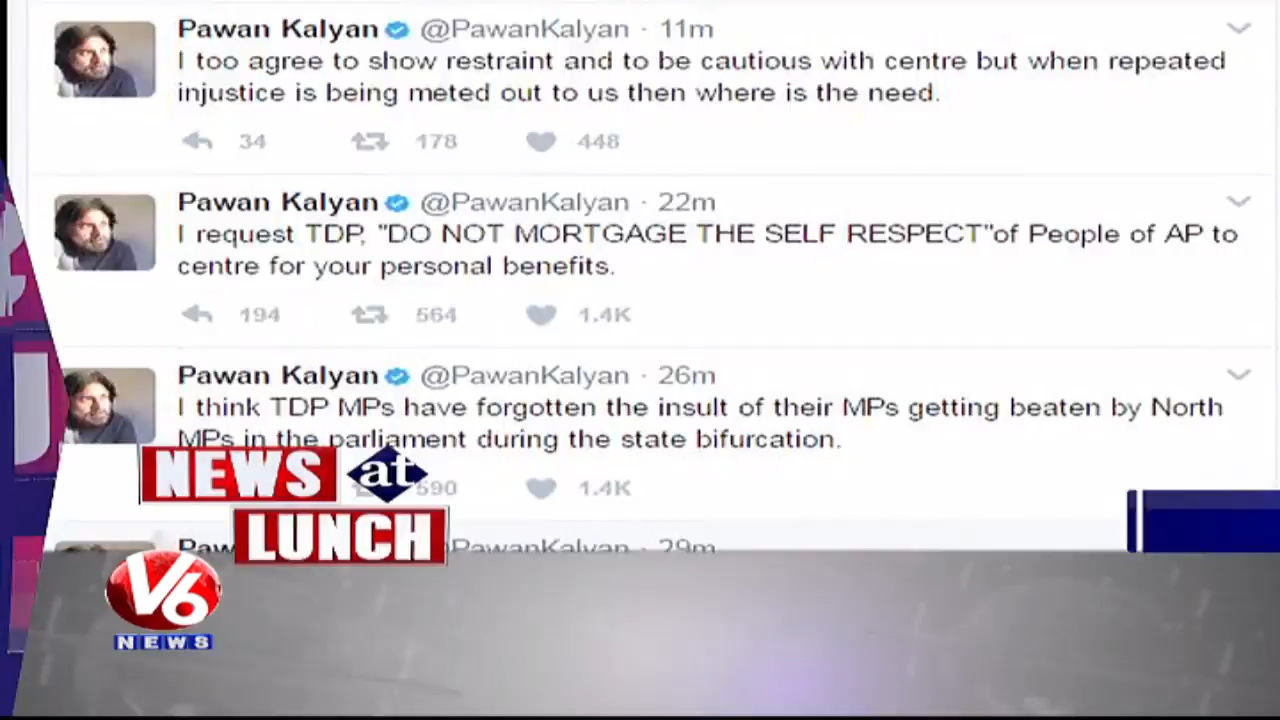 Pawan Kalyan @PawanKalyan · 11m
I too agree to show restraint and to be cautious with centre but when repeated
injustice is being meted out to us then where is the need.
34 178 448
Pawan Kalyan @PawanKalyan · 22m
I request TDP, "DO NOT MORTGAGE THE SELF RESPECT"of People of AP to
centre for your personal benefits.
194 564 1.4K
Pawan Kalyan @PawanKalyan · 26m
I think TDP MPs have forgotten the insult of their MPs getting beaten by North
MPs in the parliament during the state bifurcation.
590 1.4K
Paw @PawanKalyan · 29m
NEWS at
LUNCH
V6
NEWS